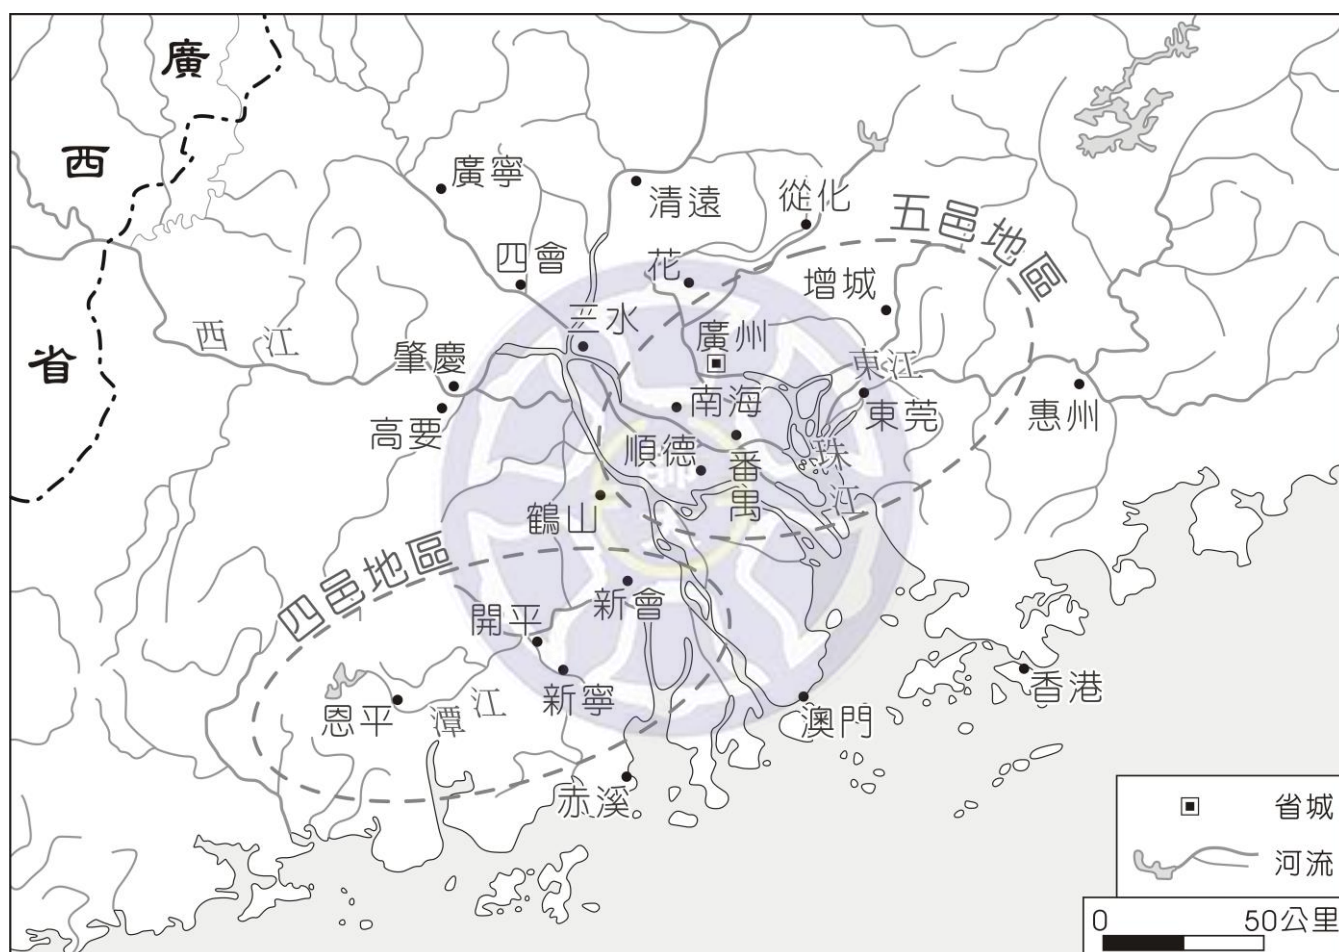 廣
西
省
廣寧
清遠
從化
五邑地區
四會
花
增城
三水
西江
廣州
肇慶
東江
南海
東莞
惠州
高要
順德
番禺
珠江
鶴山
四邑地區
新會
開平
新寧
恩平
潭江
澳門
香港
赤溪
省城
河流
0 50公里